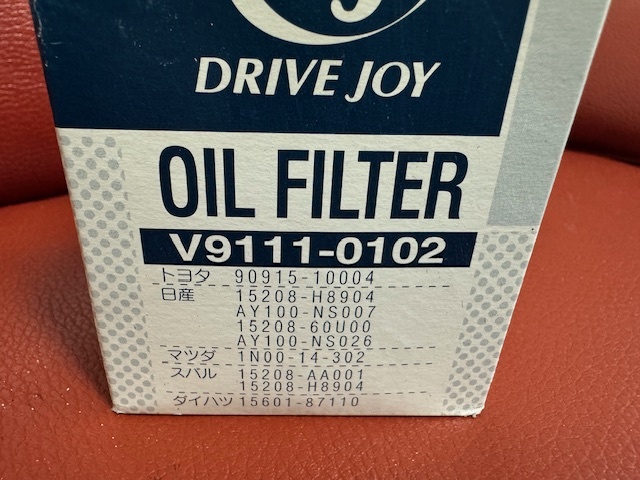 DRIVE JOY
OIL FILTER
V9111-0102
トヨタ 90915-10004
日産 15208-H8904
AY100-NS007
15208-60U00
AY100-NS026
マツダ 1N00-14-302
スバル 15208-AA001
15208-H8904
ダイハツ 15601-87110